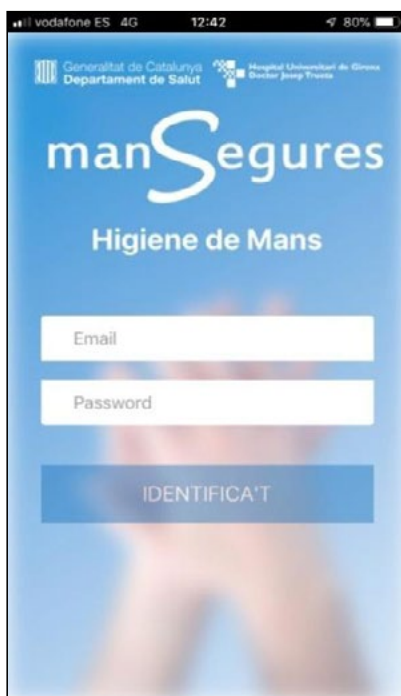 vodafone ES 4G 12:42 80%
Generalitat de Catalunya
Departament de Salut
Hospital Universitari de Girona
Doctor Josep Trueta
manSegures
Higiene de Mans
Email
Password
IDENTIFICA'T